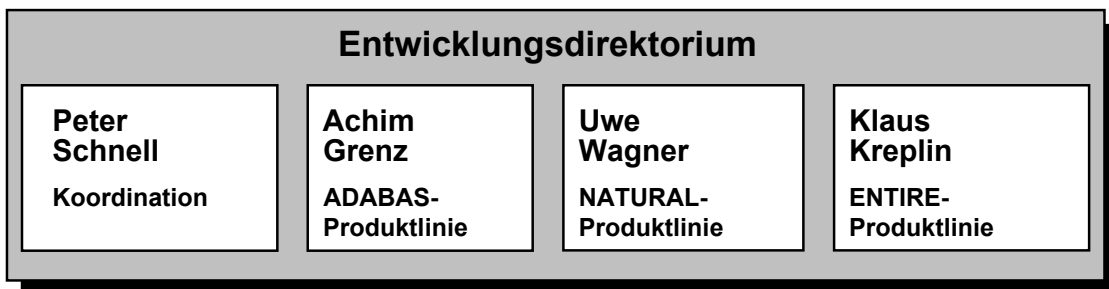 Entwicklungsdirektorium
Peter
Schnell
Koordination
Achim
Grenz
ADABAS-
Produktlinie
Uwe
Wagner
NATURAL-
Produktlinie
Klaus
Kreplin
ENTIRE-
Produktlinie